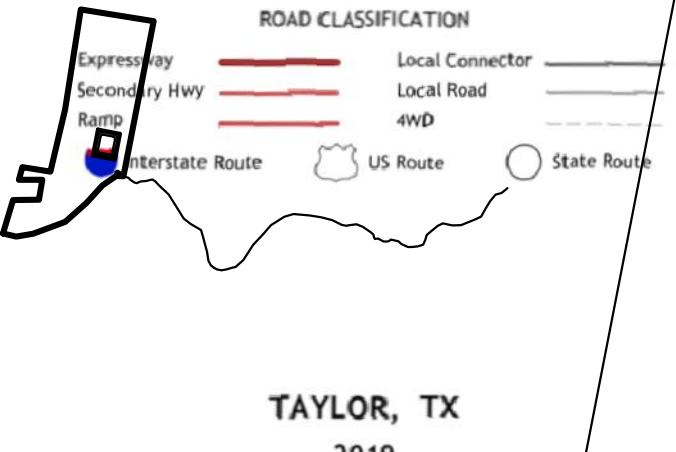 ROAD CLASSIFICATION
Expressway Local Connector
Secondary Hwy Local Road
Ramp 4WD
Interstate Route US Route State Route
TAYLOR, TX